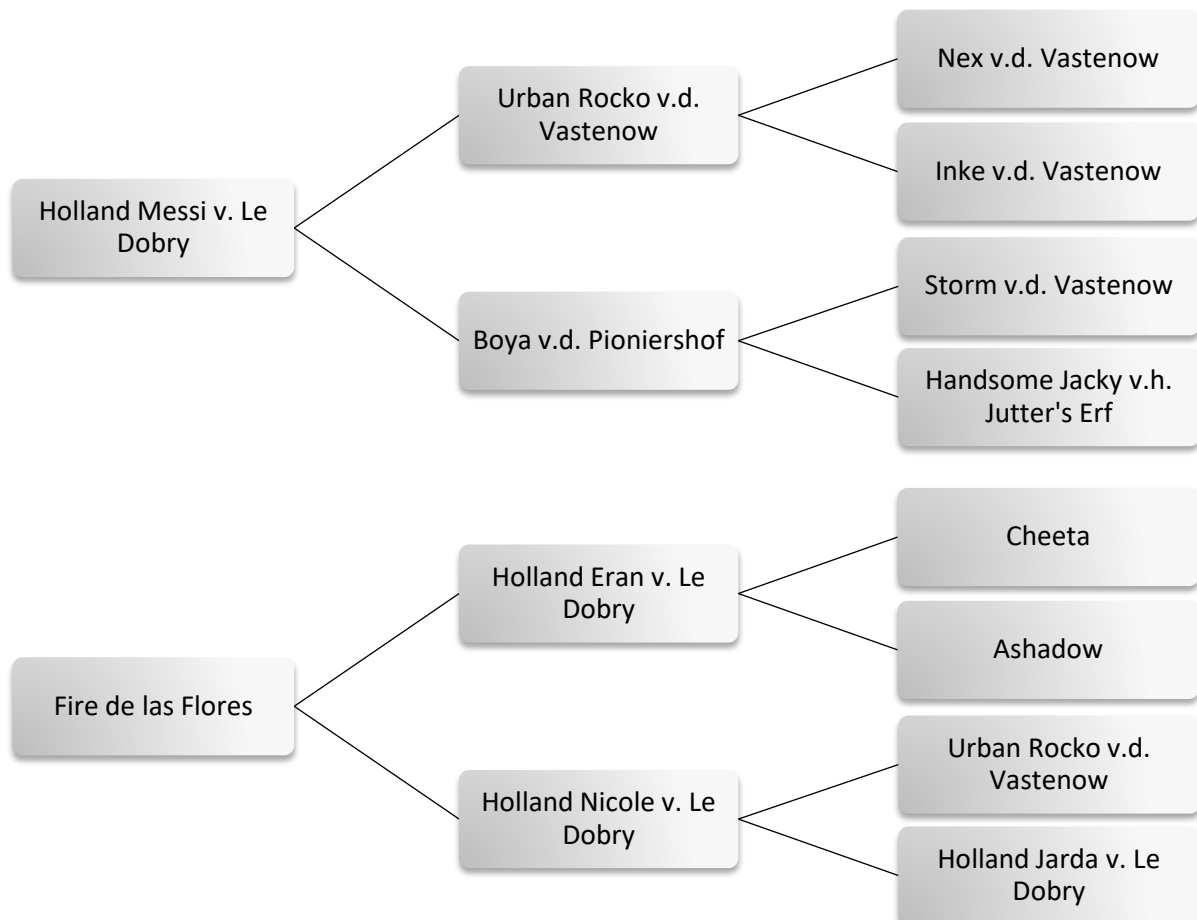 Holland Messi v. Le
Dobry
Urban Rocko v.d.
Vastenow
Nex v.d. Vastenow
Inke v.d. Vastenow
Boya v.d. Pioniershof
Storm v.d. Vastenow
Handsome Jacky v.h.
Jutter's Erf
Fire de las Flores
Holland Eran v. Le
Dobry
Cheeta
Ashadow
Holland Nicole v. Le
Dobry
Urban Rocko v.d.
Vastenow
Holland Jarda v. Le
Dobry